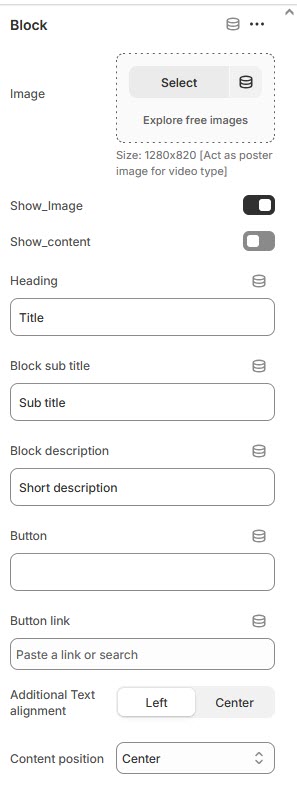 Block
Image
Select
Explore free images
Size: 1280x820 [Act as poster
image for video type]
Show_Image
Show_content
Heading
Title
Block sub title
Sub title
Block description
Short description
Button
Button link
Paste a link or search
Additional Text
alignment
Left
Center
Content position
Center